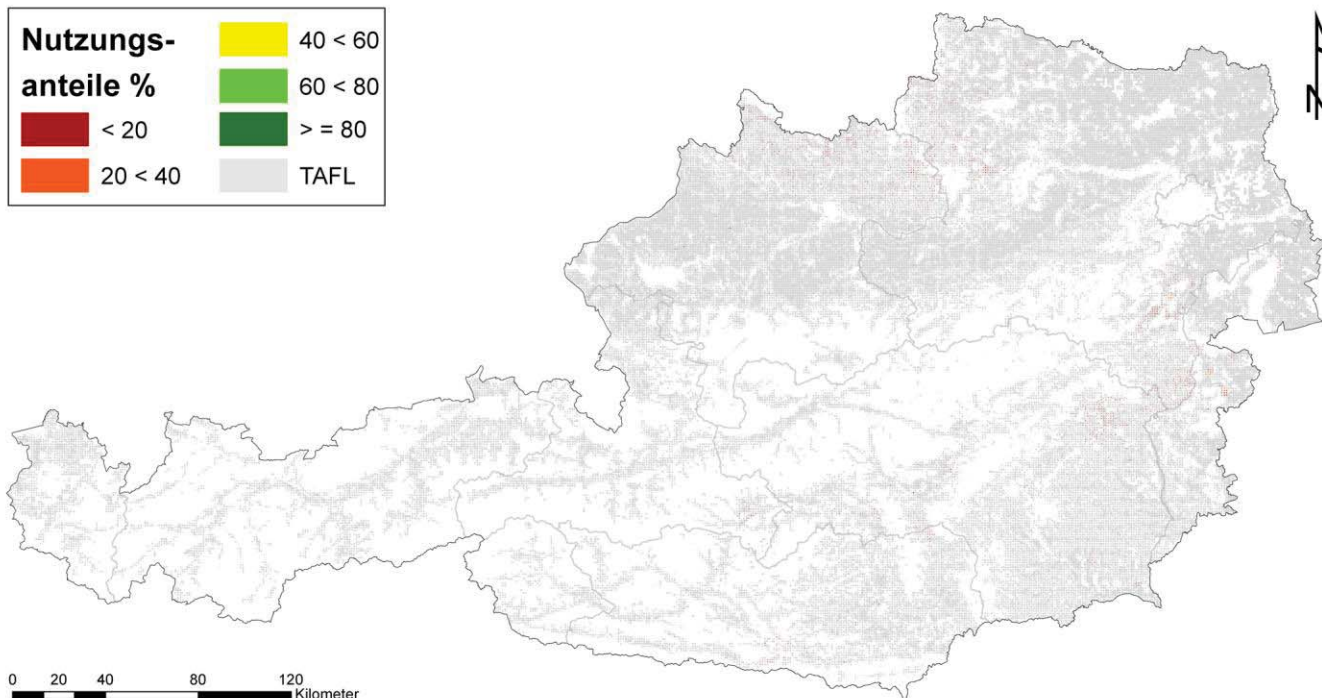 Nutzungs-
anteile %
< 20
20 < 40
40 < 60
60 < 80
> = 80
TAFL
N
0 20 40 80 120
Kilometer